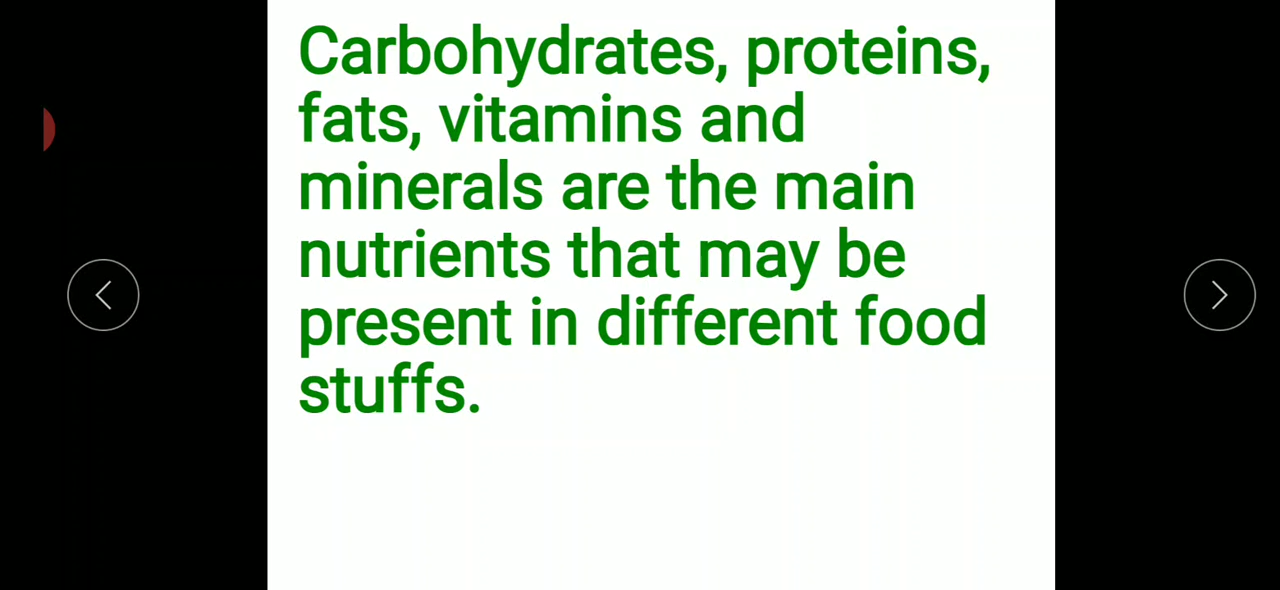 Carbohydrates, proteins,
fats, vitamins and
minerals are the main
nutrients that may be
present in different food
stuffs.